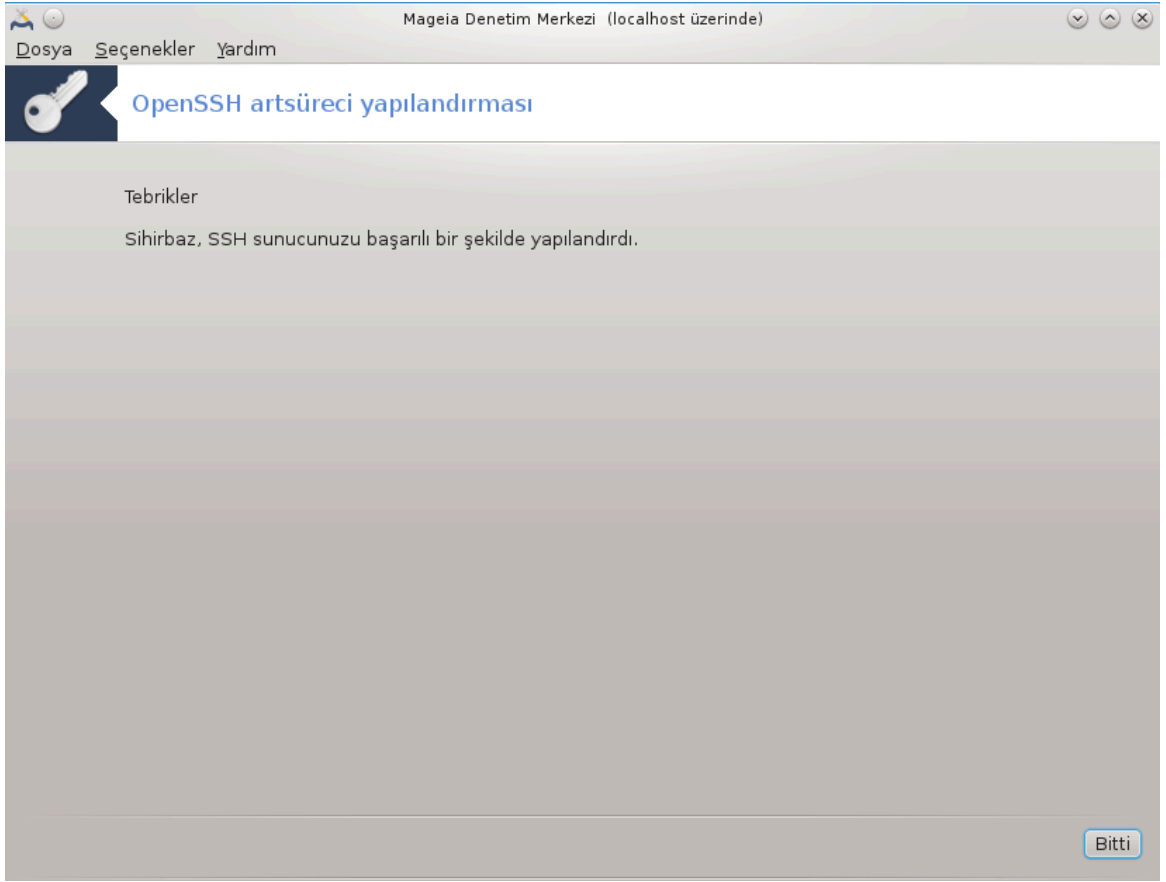 Mageia Denetim Merkezi (localhost üzerinde)
Dosya Seçenekler Yardım
OpenSSH artsüreci yapılandırması
Tebrikler
Sihirbaz, SSH sunucunuzu başarılı bir şekilde yapılandırdı.
Bitti